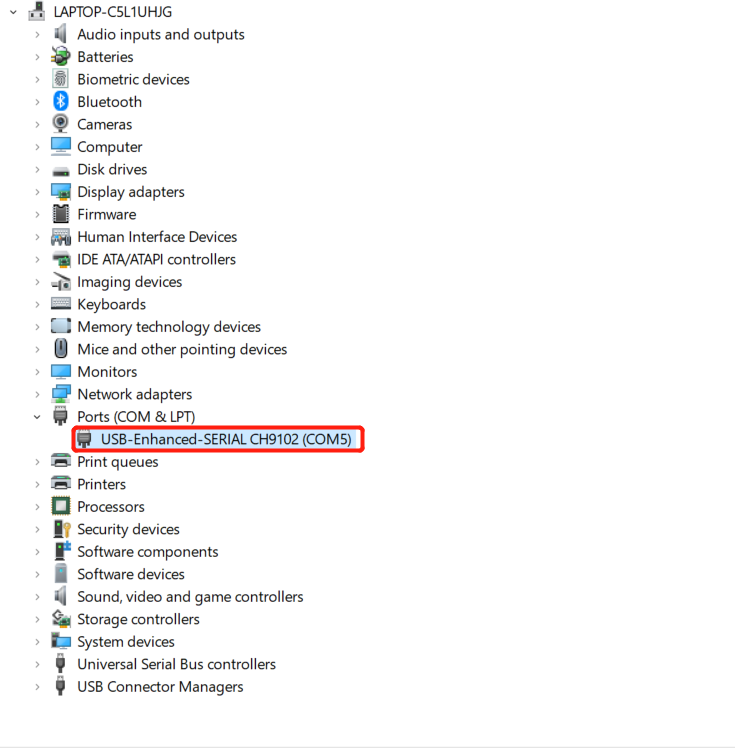 LAPTOP-C5L1UHJG
Audio inputs and outputs
Batteries
Biometric devices
Bluetooth
Cameras
Computer
Disk drives
Display adapters
Firmware
Human Interface Devices
IDE ATA/ATAPI controllers
Imaging devices
Keyboards
Memory technology devices
Mice and other pointing devices
Monitors
Network adapters
Ports (COM & LPT)
USB-Enhanced-SERIAL CH9102 (COM5)
Print queues
Printers
Processors
Security devices
Software components
Software devices
Sound, video and game controllers
Storage controllers
System devices
Universal Serial Bus controllers
USB Connector Managers